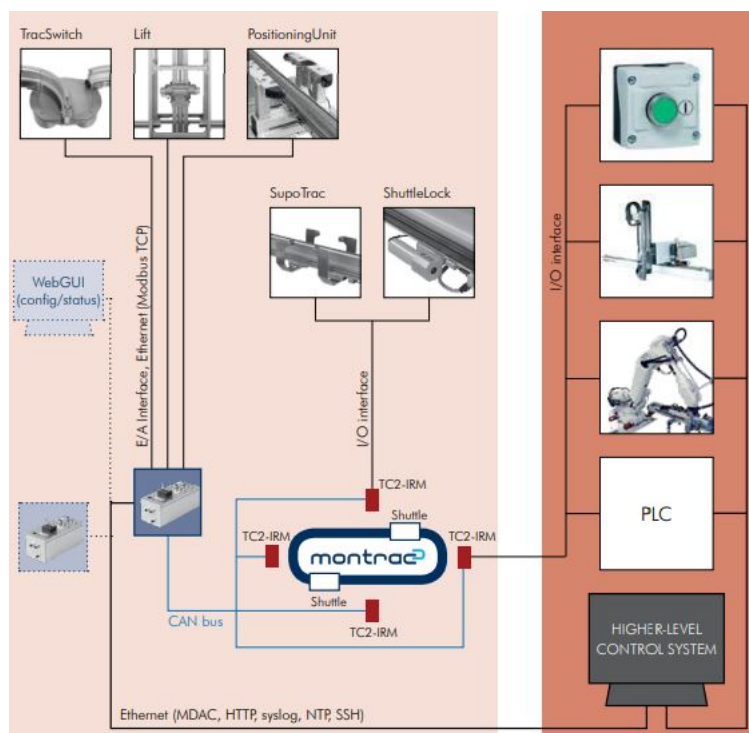 TracSwitch
Lift
PositioningUnit
SupoTrac
ShuttleLock
WebGUI
(config/status)
E/A Interface, Ethernet (Modbus TCP)
I/O interface
I/O interface
TC2-IRM
Shuttle
TC2-IRM
TC2-IRM
montrac
Shuttle
TC2-IRM
CAN bus
PLC
HIGHER-LEVEL
CONTROL SYSTEM
Ethernet (MDAC, HTTP, syslog, NTP, SSH)